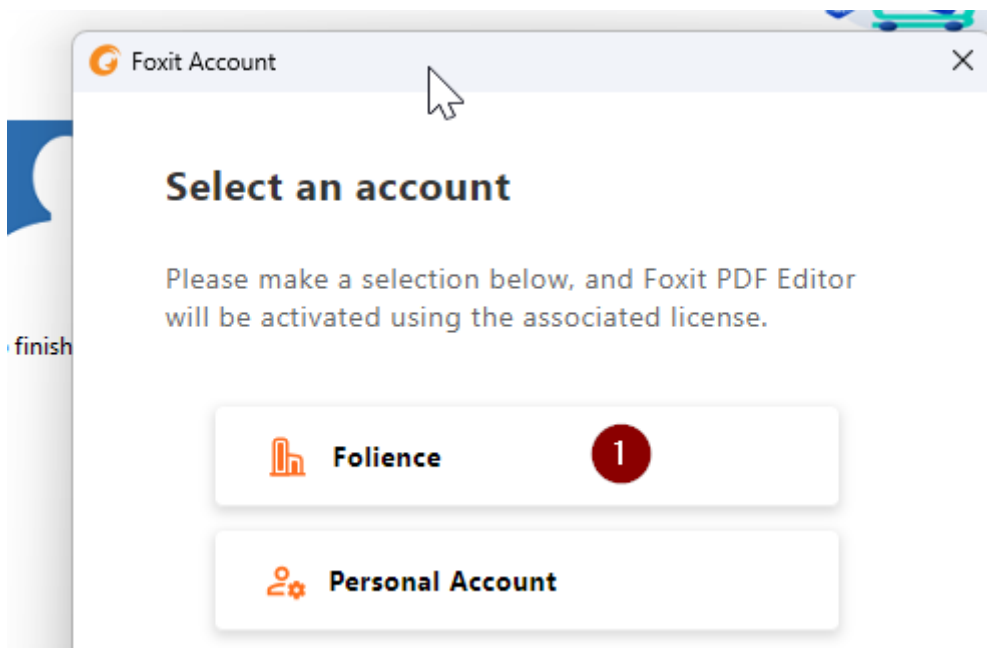 Foxit Account
Select an account
Please make a selection below, and Foxit PDF Editor
will be activated using the associated license.
finish
Folience
1
Personal Account